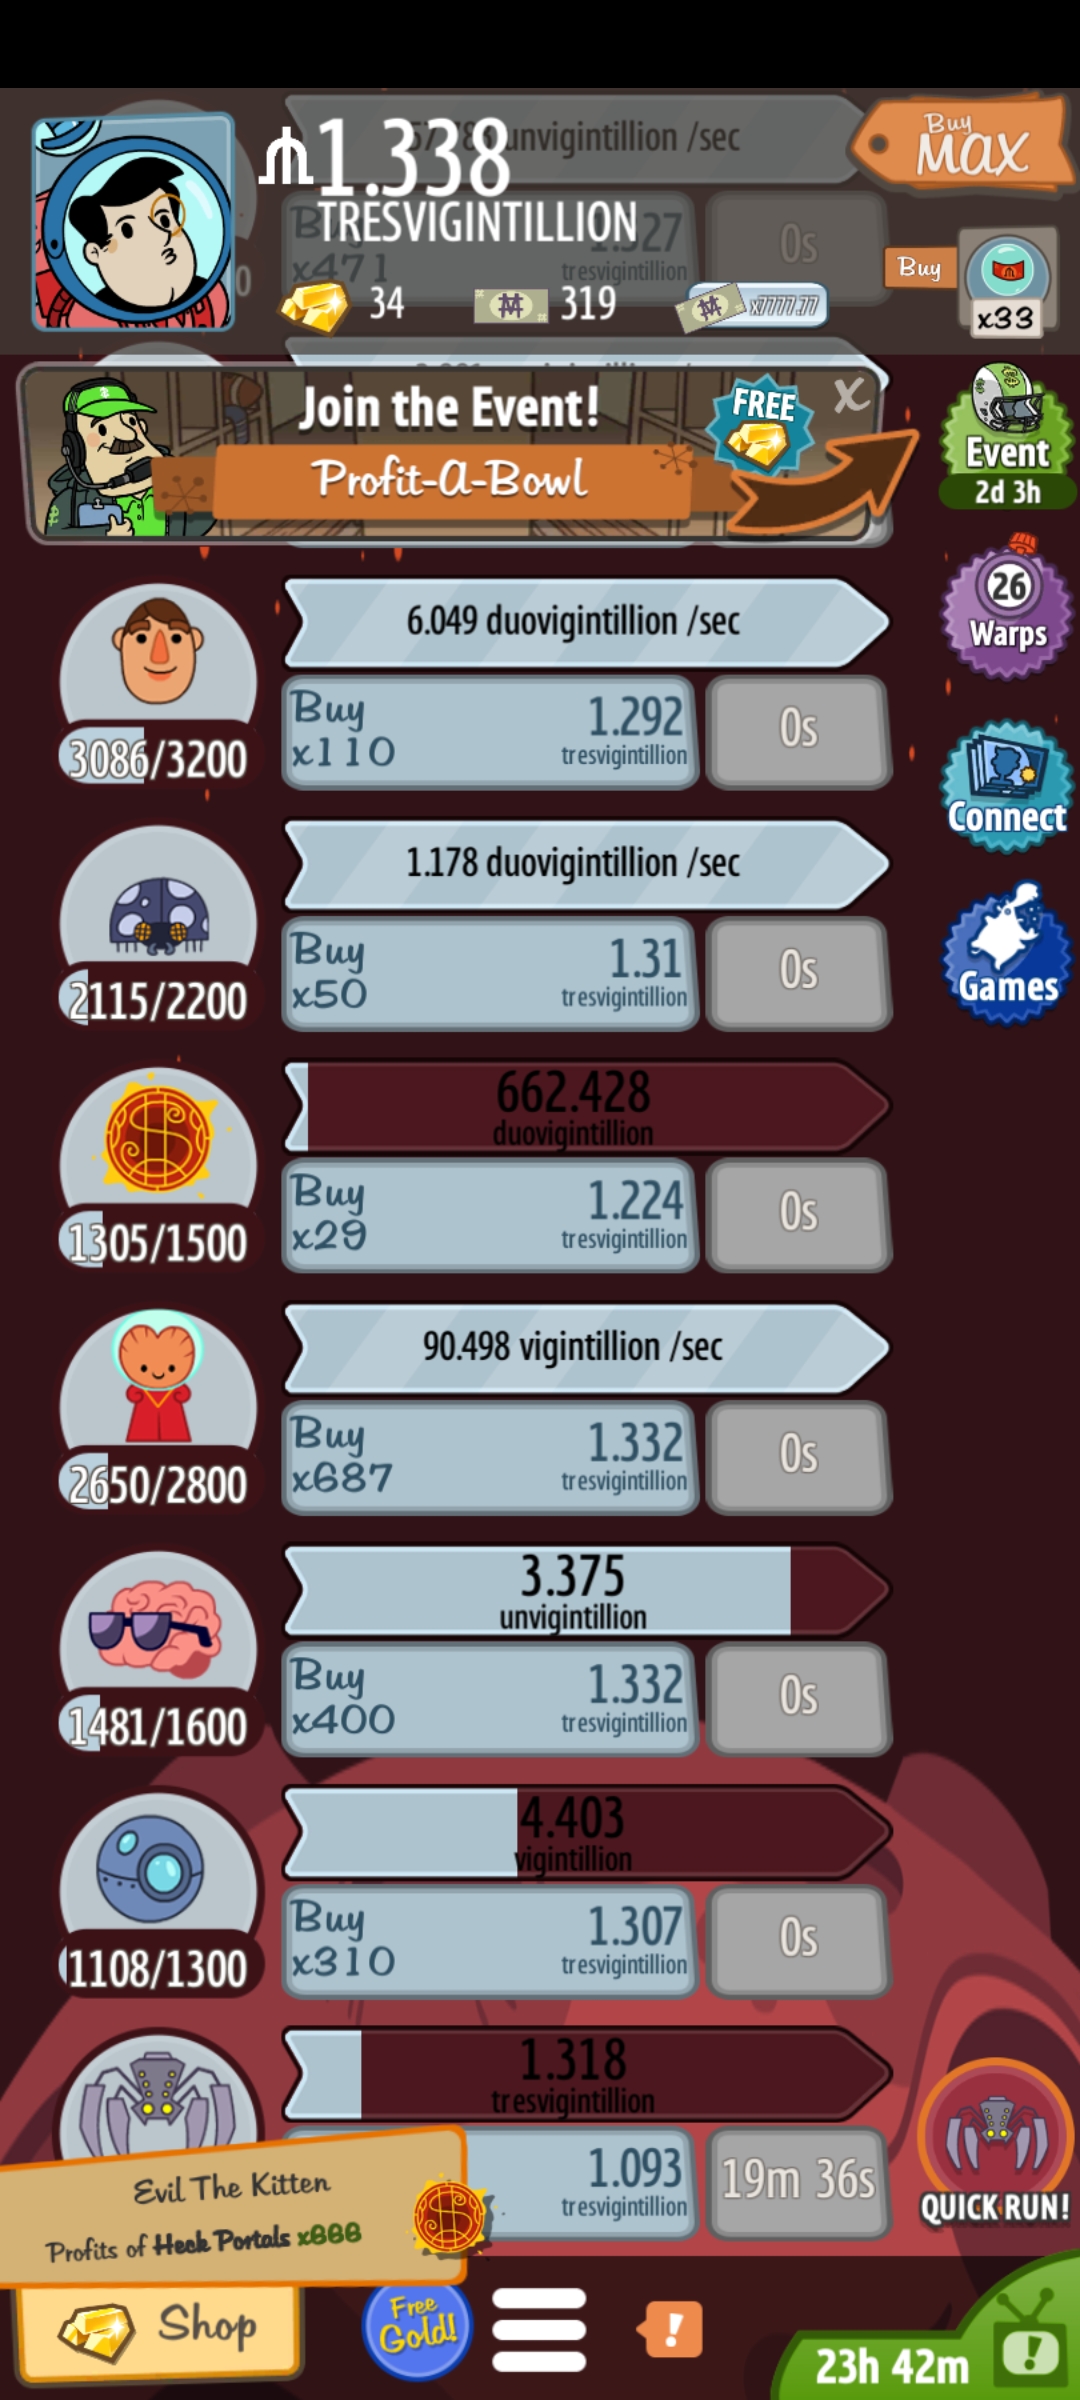 unvigintillion /sec
1.338
TRESVIGINTILLION
Buy
MAX
x471
1.327
tresvigintillion
0s
34
319
x7777.77
Buy
x33
Join the Event!
Profit-A-Bowl
FREE
X
Event
2d 3h
6.049 duovigintillion /sec
3086/3200
Buy
x110
1.292
tresvigintillion
0s
26
Warps
1.178 duovigintillion /sec
2115/2200
Buy
x50
1.31
tresvigintillion
0s
Connect
Games
662.428
duovigintillion
1305/1500
Buy
x29
1.224
tresvigintillion
0s
90.498 vigintillion /sec
2650/2800
Buy
x687
1.332
tresvigintillion
0s
3.375
unvigintillion
1481/1600
Buy
x400
1.332
tresvigintillion
0s
4.403
vigintillion
1108/1300
Buy
x310
1.307
tresvigintillion
0s
1.318
tresvigintillion
1.093
tresvigintillion
19m 36s
QUICK RUN!
Evil The Kitten
Profits of Heck Portals x666
Shop
Free
Gold!
!
23h 42m
!